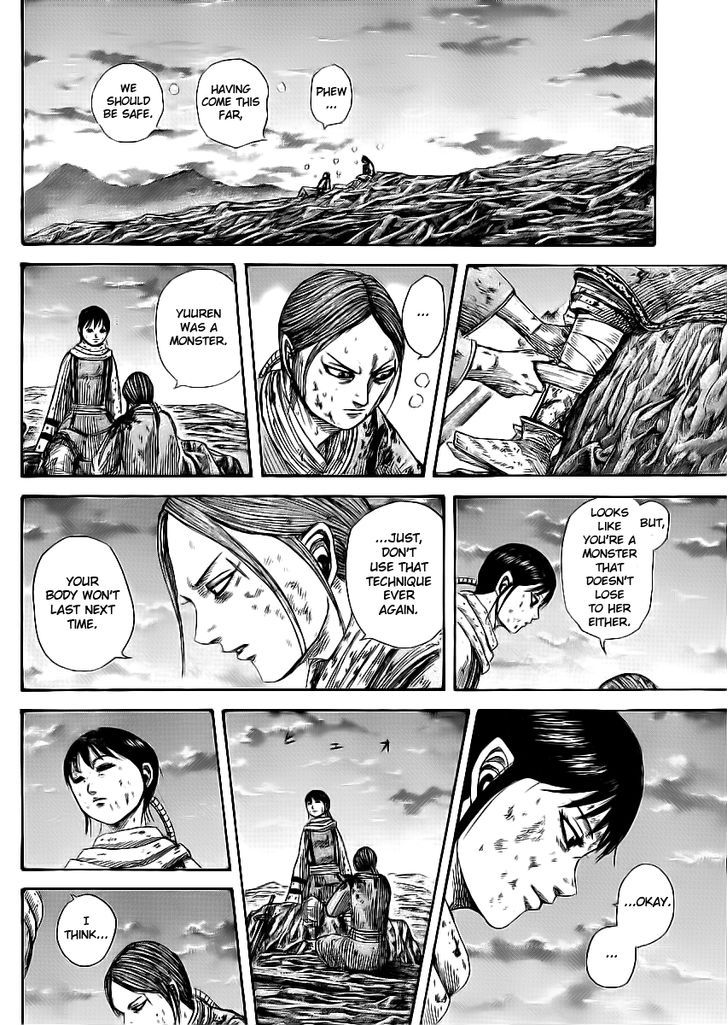 PHEW
...
HAVING
COME THIS
FAR,
WE
SHOULD
BE SAFE.
...
YUUREN
WAS A
MONSTER.
BUT,
LOOKS
LIKE
YOU'RE A
MONSTER
THAT
DOESN'T
LOSE
TO HER
EITHER.
...JUST,
DON'T
USE THAT
TECHNIQUE
EVER
AGAIN.
YOUR
BODY WON'T
LAST NEXT
TIME.
...OKAY.
...
I
THINK...